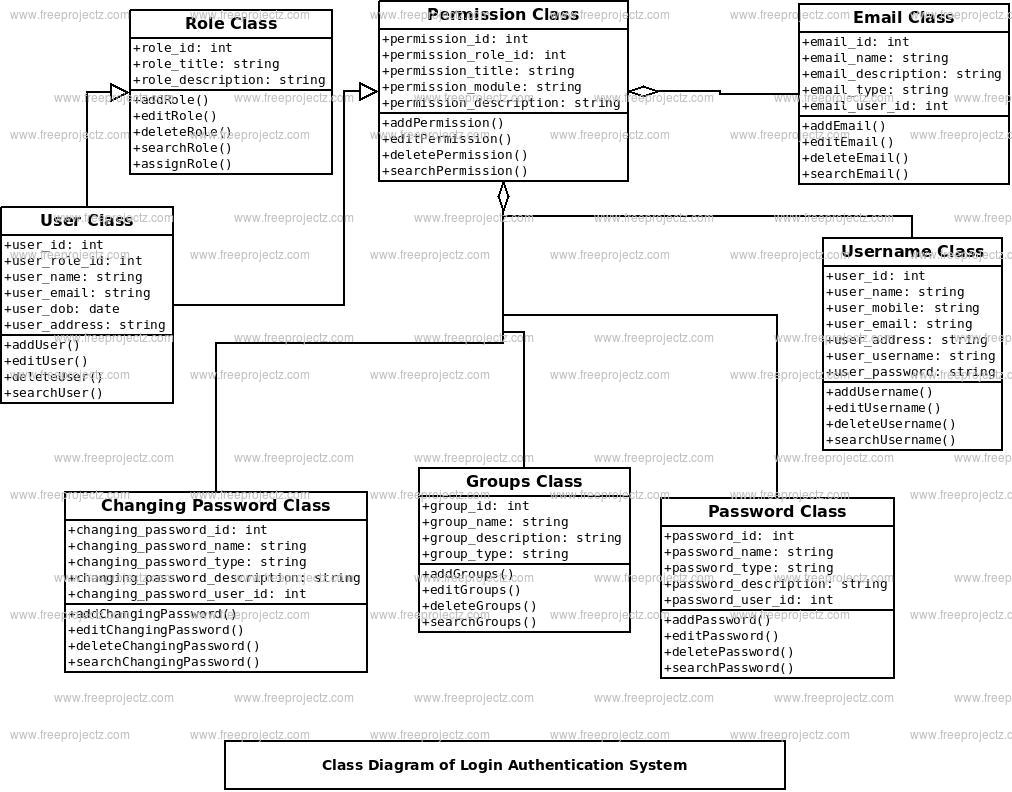 Role Class
+role_id: int
+role_title: string
+role_description: string
+addRole()
+editRole()
+deleteRole()
+searchRole()
+assignRole()
Permission Class
+permission_id: int
+permission_role_id: int
+permission_title: string
+permission_module: string
+permission_description: string
+addPermission()
+editPermission()
+deletePermission()
+searchPermission()
Email Class
+email_id: int
+email_name: string
+email_description: string
+email_type: string
+email_user_id: int
+addEmail()
+editEmail()
+deleteEmail()
+searchEmail()
User Class
+user_id: int
+user_role_id: int
+user_name: string
+user_email: string
+user_dob: date
+user_address: string
+addUser()
+editUser()
+deleteUser()
+searchUser()
Username Class
+user_id: int
+user_name: string
+user_mobile: string
+user_email: string
+user_address: string
+user_username: string
+user_password: string
+addUsername()
+editUsername()
+deleteUsername()
+searchUsername()
Changing Password Class
+changing_password_id: int
+changing_password_name: string
+changing_password_type: string
+changing_password_description: string
+changing_password_user_id: int
+addChangingPassword()
+editChangingPassword()
+deleteChangingPassword()
+searchChangingPassword()
Groups Class
+group_id: int
+group_name: string
+group_description: string
+group_type: string
+addGroups()
+editGroups()
+deleteGroups()
+searchGroups()
Password Class
+password_id: int
+password_name: string
+password_type: string
+password_description: string
+password_user_id: int
+addPassword()
+editPassword()
+deletePassword()
+searchPassword()
Class Diagram of Login Authentication System
www.freeprojectz.com